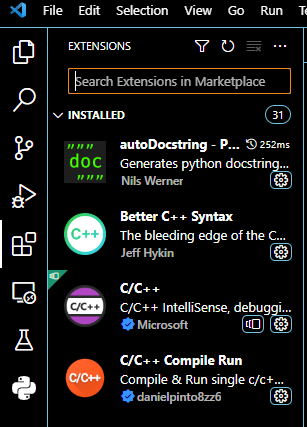 File Edit Selection View Go Run Te
EXTENSIONS
Search Extensions in Marketplace
INSTALLED 31
autoDocstring - P... 252ms
""" doc """
Generates python docstring...
Nils Werner
C++
Better C++ Syntax
The bleeding edge of the C...
Jeff Hykin
C/C++
C/C++
C/C++ IntelliSense, debuggi...
Microsoft
C/C++
C/C++ Compile Run
Compile & Run single c/c+...
danielpinto8zz6